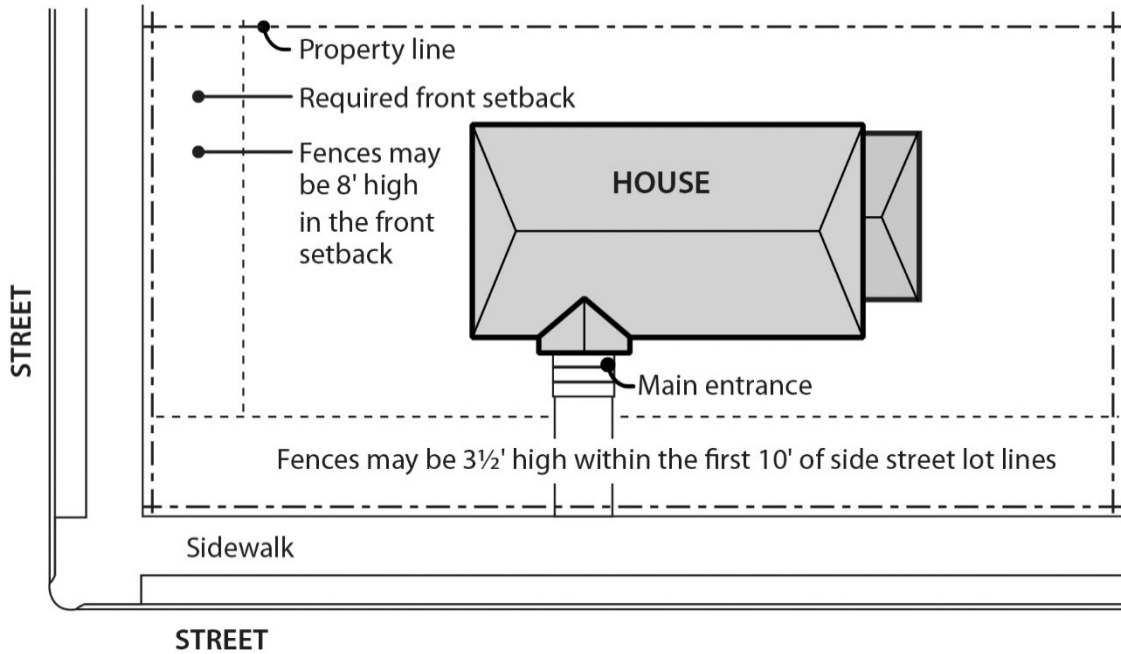 Property line
Required front setback
Fences may
be 8' high
in the front
setback
HOUSE
STREET
Main entrance
Fences may be 3½' high within the first 10' of side street lot lines
Sidewalk
STREET